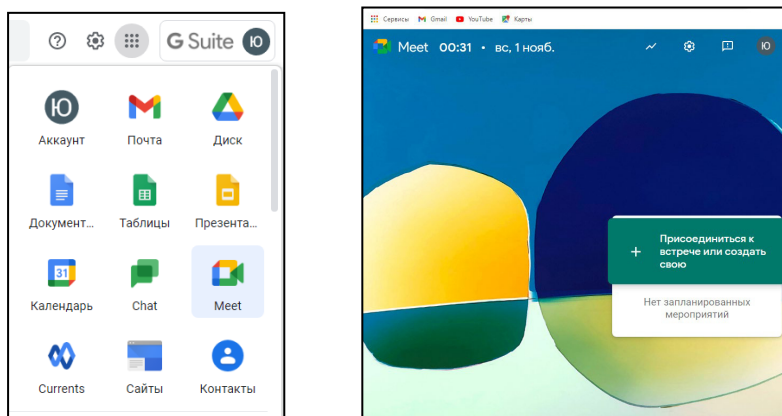 G Suite Ю
Ю
Аккаунт Почта Диск
Документ... Таблицы Презента...
31
Календарь Chat Meet
Currents Сайты Контакты
Сервисы Gmail YouTube Карты
Meet 00:31 • вс, 1 нояб. Ю
+ Присоединиться к
встрече или создать
свою
Нет запланированных
мероприятий